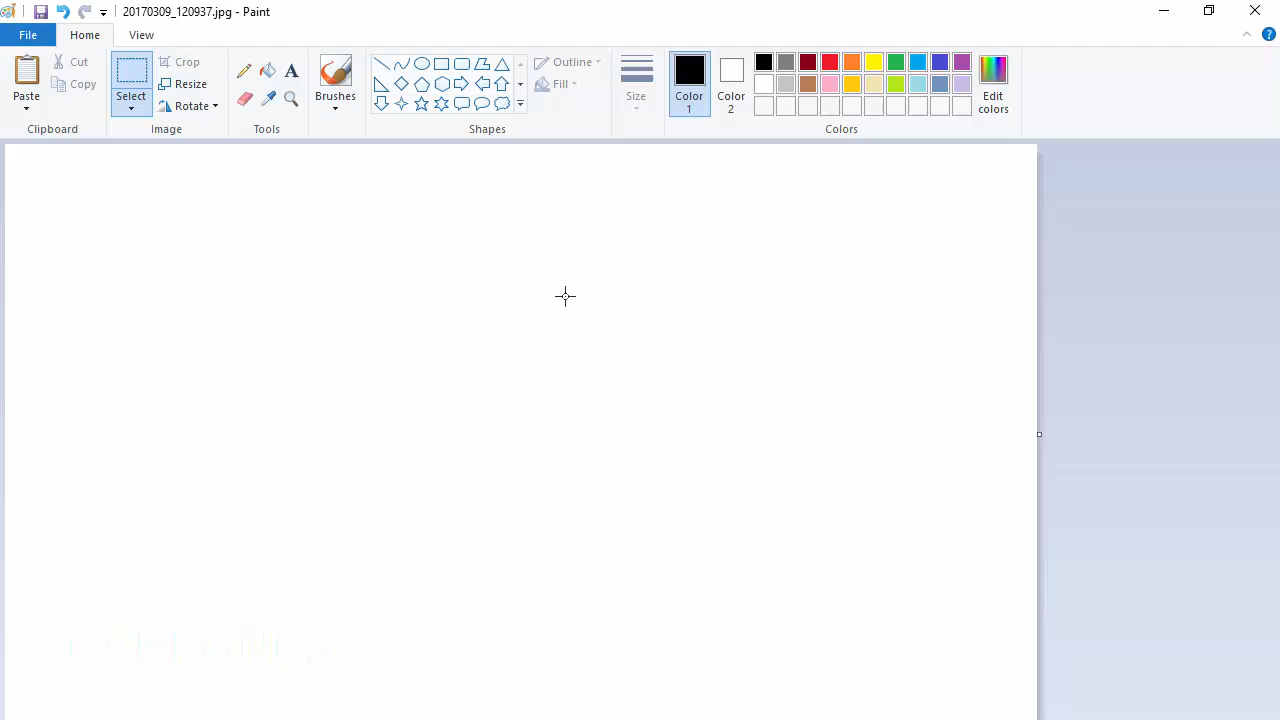 20170309_120937.jpg - Paint
File Home View
Paste Cut Copy Clipboard
Select Crop Resize Rotate Image
Tools
Brushes
Shapes Outline Fill
Size
Color 1 Color 2 Edit colors Colors